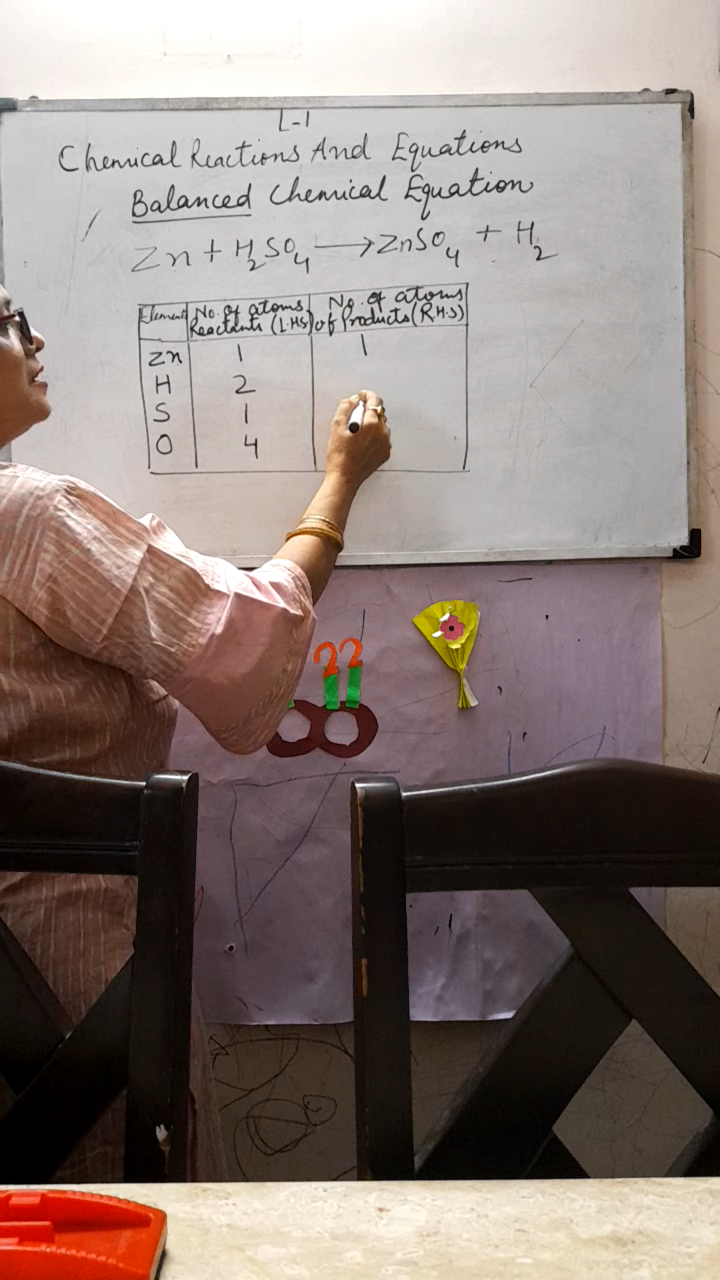 L-1
Chemical Reactions And Equations
Balanced Chemical Equation
Zn + H₂SO₄ → ZnSO₄ + H₂
Element No. of atoms Reactants (L.H.S) No. of atoms of Products (R.H.S)
Zn 1 1
H 2
S 1
O 4
22